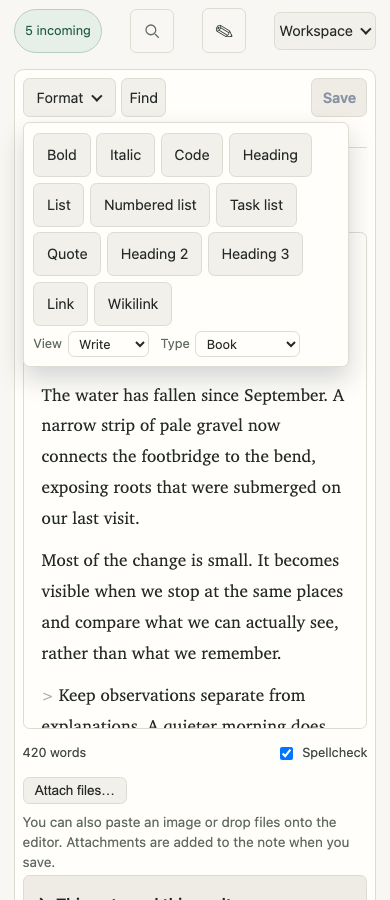 5 incoming
Workspace
Format
Find
Save
Bold Italic Code Heading
List Numbered list Task list
Quote Heading 2 Heading 3
Link Wikilink
View Write Type Book
The water has fallen since September. A
narrow strip of pale gravel now
connects the footbridge to the bend,
exposing roots that were submerged on
our last visit.
Most of the change is small. It becomes
visible when we stop at the same places
and compare what we can actually see,
rather than what we remember.
> Keep observations separate from
explanations. A quieter morning does
420 words
Spellcheck
Attach files…
You can also paste an image or drop files onto the
editor. Attachments are added to the note when you
save.